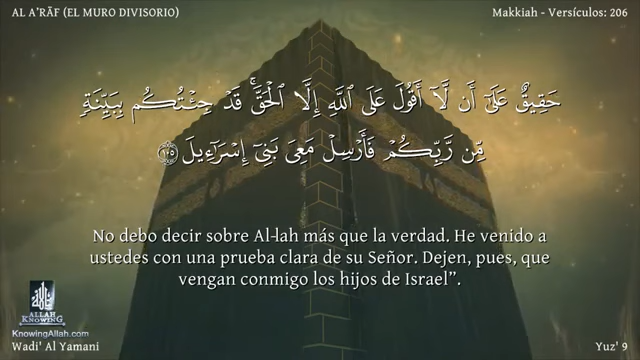 AL A'RĀF (EL MURO DIVISORIO)
Makkiah - Versículos: 206
حَقِيقٌ عَلَىٰٓ أَن لَّآ أَقُولَ عَلَى ٱللَّهِ إِلَّا ٱلْحَقَّ ۚ قَدْ جِئْتُكُم بِبَيِّنَةٍ
مِّن رَّبِّكُمْ فَأَرْسِلْ مَعِىَ بَنِىٓ إِسْرَٰٓءِيلَ ١٠٥
No debo decir sobre Al-lah más que la verdad. He venido a
ustedes con una prueba clara de su Señor. Dejen, pues, que
vengan conmigo los hijos de Israel”.
ALLAH
KNOWING
KnowingAllah.com
Wadi' Al Yamani
Yuz' 9